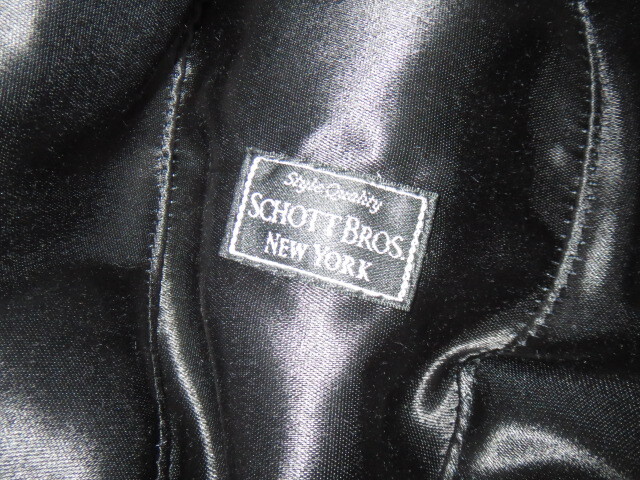 Style Quality
SCHOTT BROS.
NEW YORK